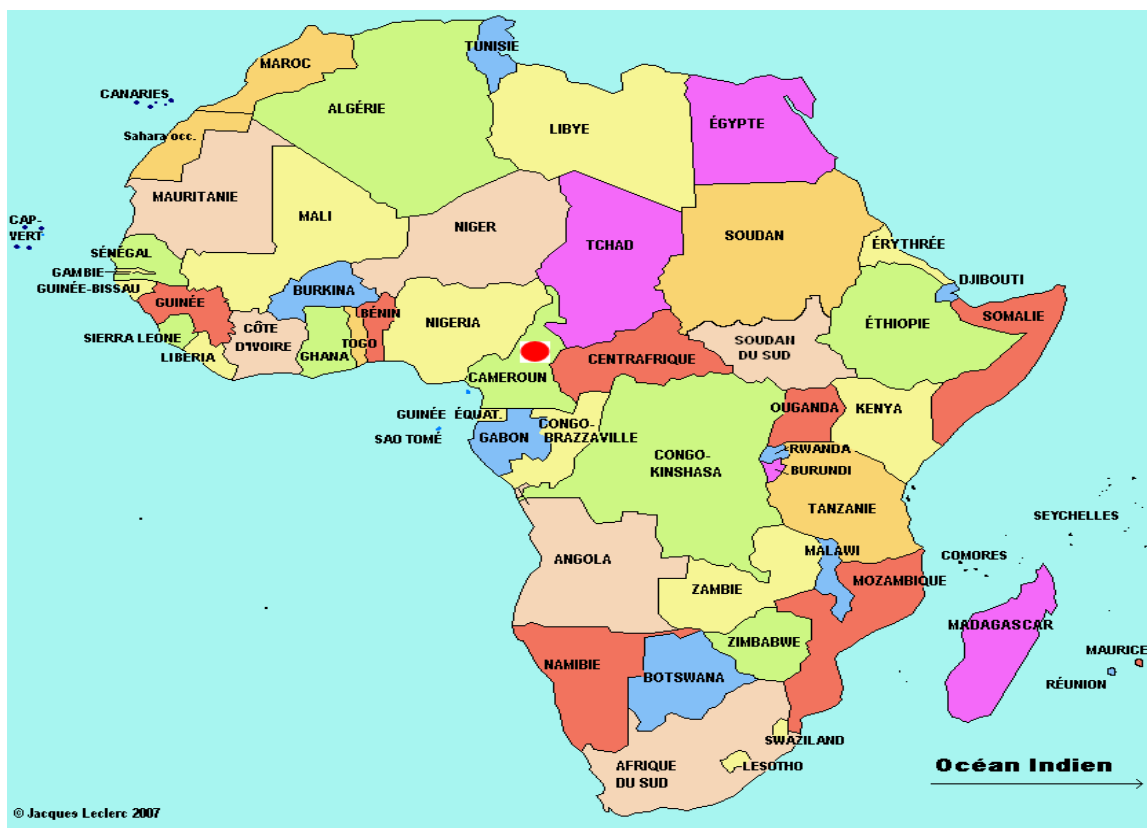 TUNISIE
MAROC
CANARIES
ALGÉRIE
LIBYE
ÉGYPTE
Sahara occ.
MAURITANIE
MALI
NIGER
TCHAD
SOUDAN
CAP-
VERT
ÉRYTHRÉE
SÉNÉGAL
GAMBIE
GUINÉE-BISSAU
DJIBOUTI
BURKINA
GUINÉE
BÉNIN
NIGERIA
SOMALIE
ÉTHIOPIE
SIERRA LEONE
CÔTE
D'IVOIRE
TOGO
GHANA
LIBERIA
SOUDAN
DU SUD
CENTRAFRIQUE
CAMEROUN
OUGANDA
KENYA
GUINÉE ÉQUAT.
CONGO-
BRAZZAVILLE
SAO TOMÉ
GABON
RWANDA
CONGO-
KINSHASA
BURUNDI
TANZANIE
SEYCHELLES
ANGOLA
MALAWI
COMORES
ZAMBIE
MOZAMBIQUE
MADAGASCAR
ZIMBABWE
MAURICE
NAMIBIE
BOTSWANA
RÉUNION
SWAZILAND
AFRIQUE
DU SUD
LESOTHO
Océan Indien
© Jacques Leclerc 2007